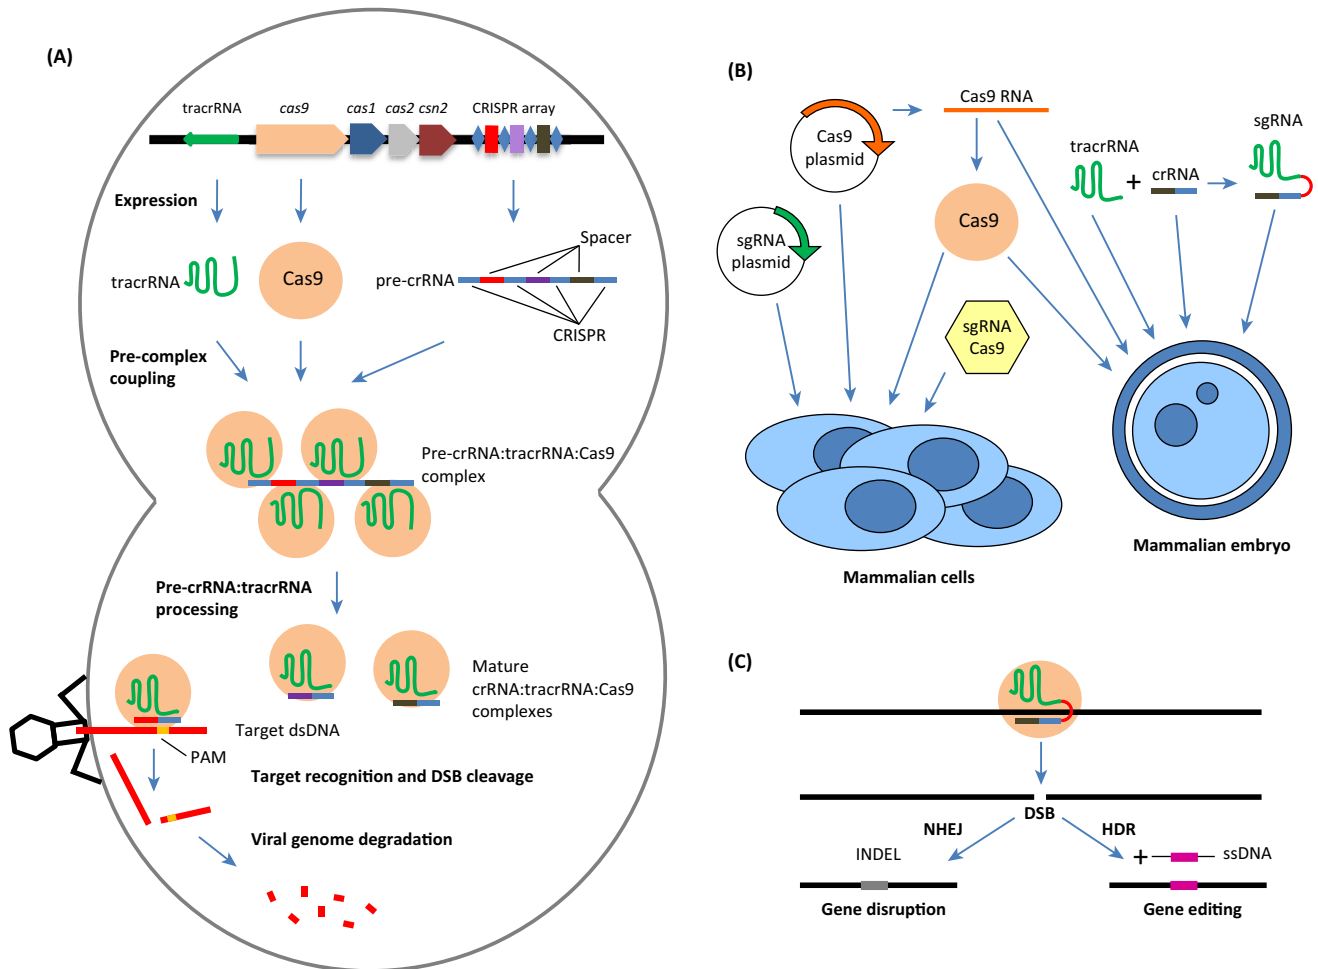 (A)
tracrRNA
cas9
cas1
cas2
csn2
CRISPR array
Expression
tracrRNA
Cas9
pre-crRNA
Spacer
CRISPR
Pre-complex
coupling
Pre-crRNA:tracrRNA:Cas9
complex
Pre-crRNA:tracrRNA
processing
Mature
crRNA:tracrRNA:Cas9
complexes
Target dsDNA
PAM
Target recognition and DSB cleavage
Viral genome degradation
(B)
Cas9
plasmid
Cas9 RNA
sgRNA
plasmid
Cas9
sgRNA
Cas9
tracrRNA
+
crRNA
sgRNA
Mammalian cells
Mammalian embryo
(C)
DSB
NHEJ
HDR
INDEL
+
ssDNA
Gene disruption
Gene editing